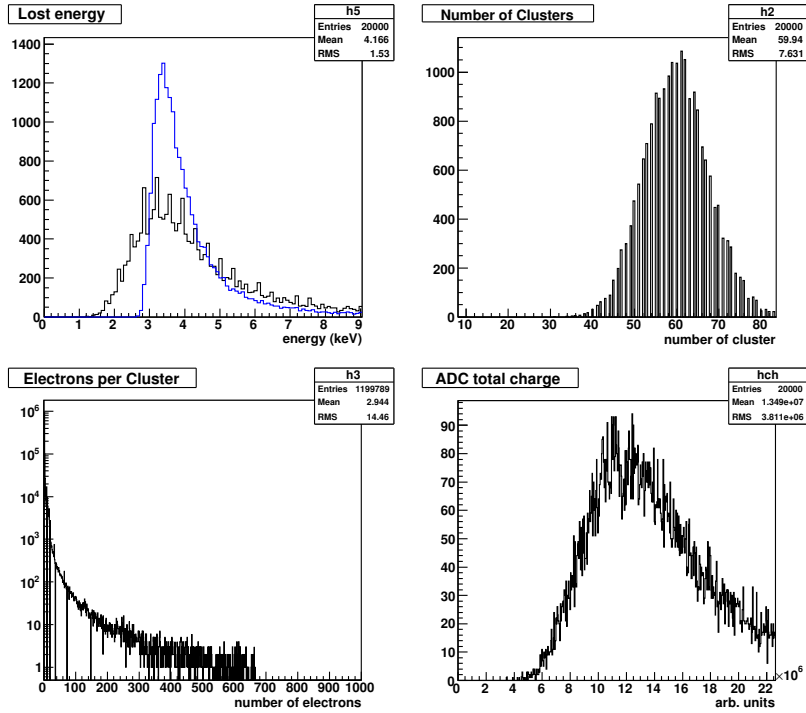 Lost energy
h5
Entries 20000
Mean 4.166
RMS 1.53
1400
1200
1000
800
600
400
200
0
0 1 2 3 4 5 6 7 8 9
energy (keV)
Number of Clusters
h2
Entries 20000
Mean 59.94
RMS 7.631
1000
800
600
400
200
0
10 20 30 40 50 60 70 80
number of cluster
Electrons per Cluster
h3
Entries 1199789
Mean 2.944
RMS 14.46
10^6
10^5
10^4
10^3
10^2
10
1
0 100 200 300 400 500 600 700 800 900 1000
number of electrons
ADC total charge
hch
Entries 20000
Mean 1.349e+07
RMS 3.811e+06
90
80
70
60
50
40
30
20
10
0
0 2 4 6 8 10 12 14 16 18 20 22
×10^6
arb. units